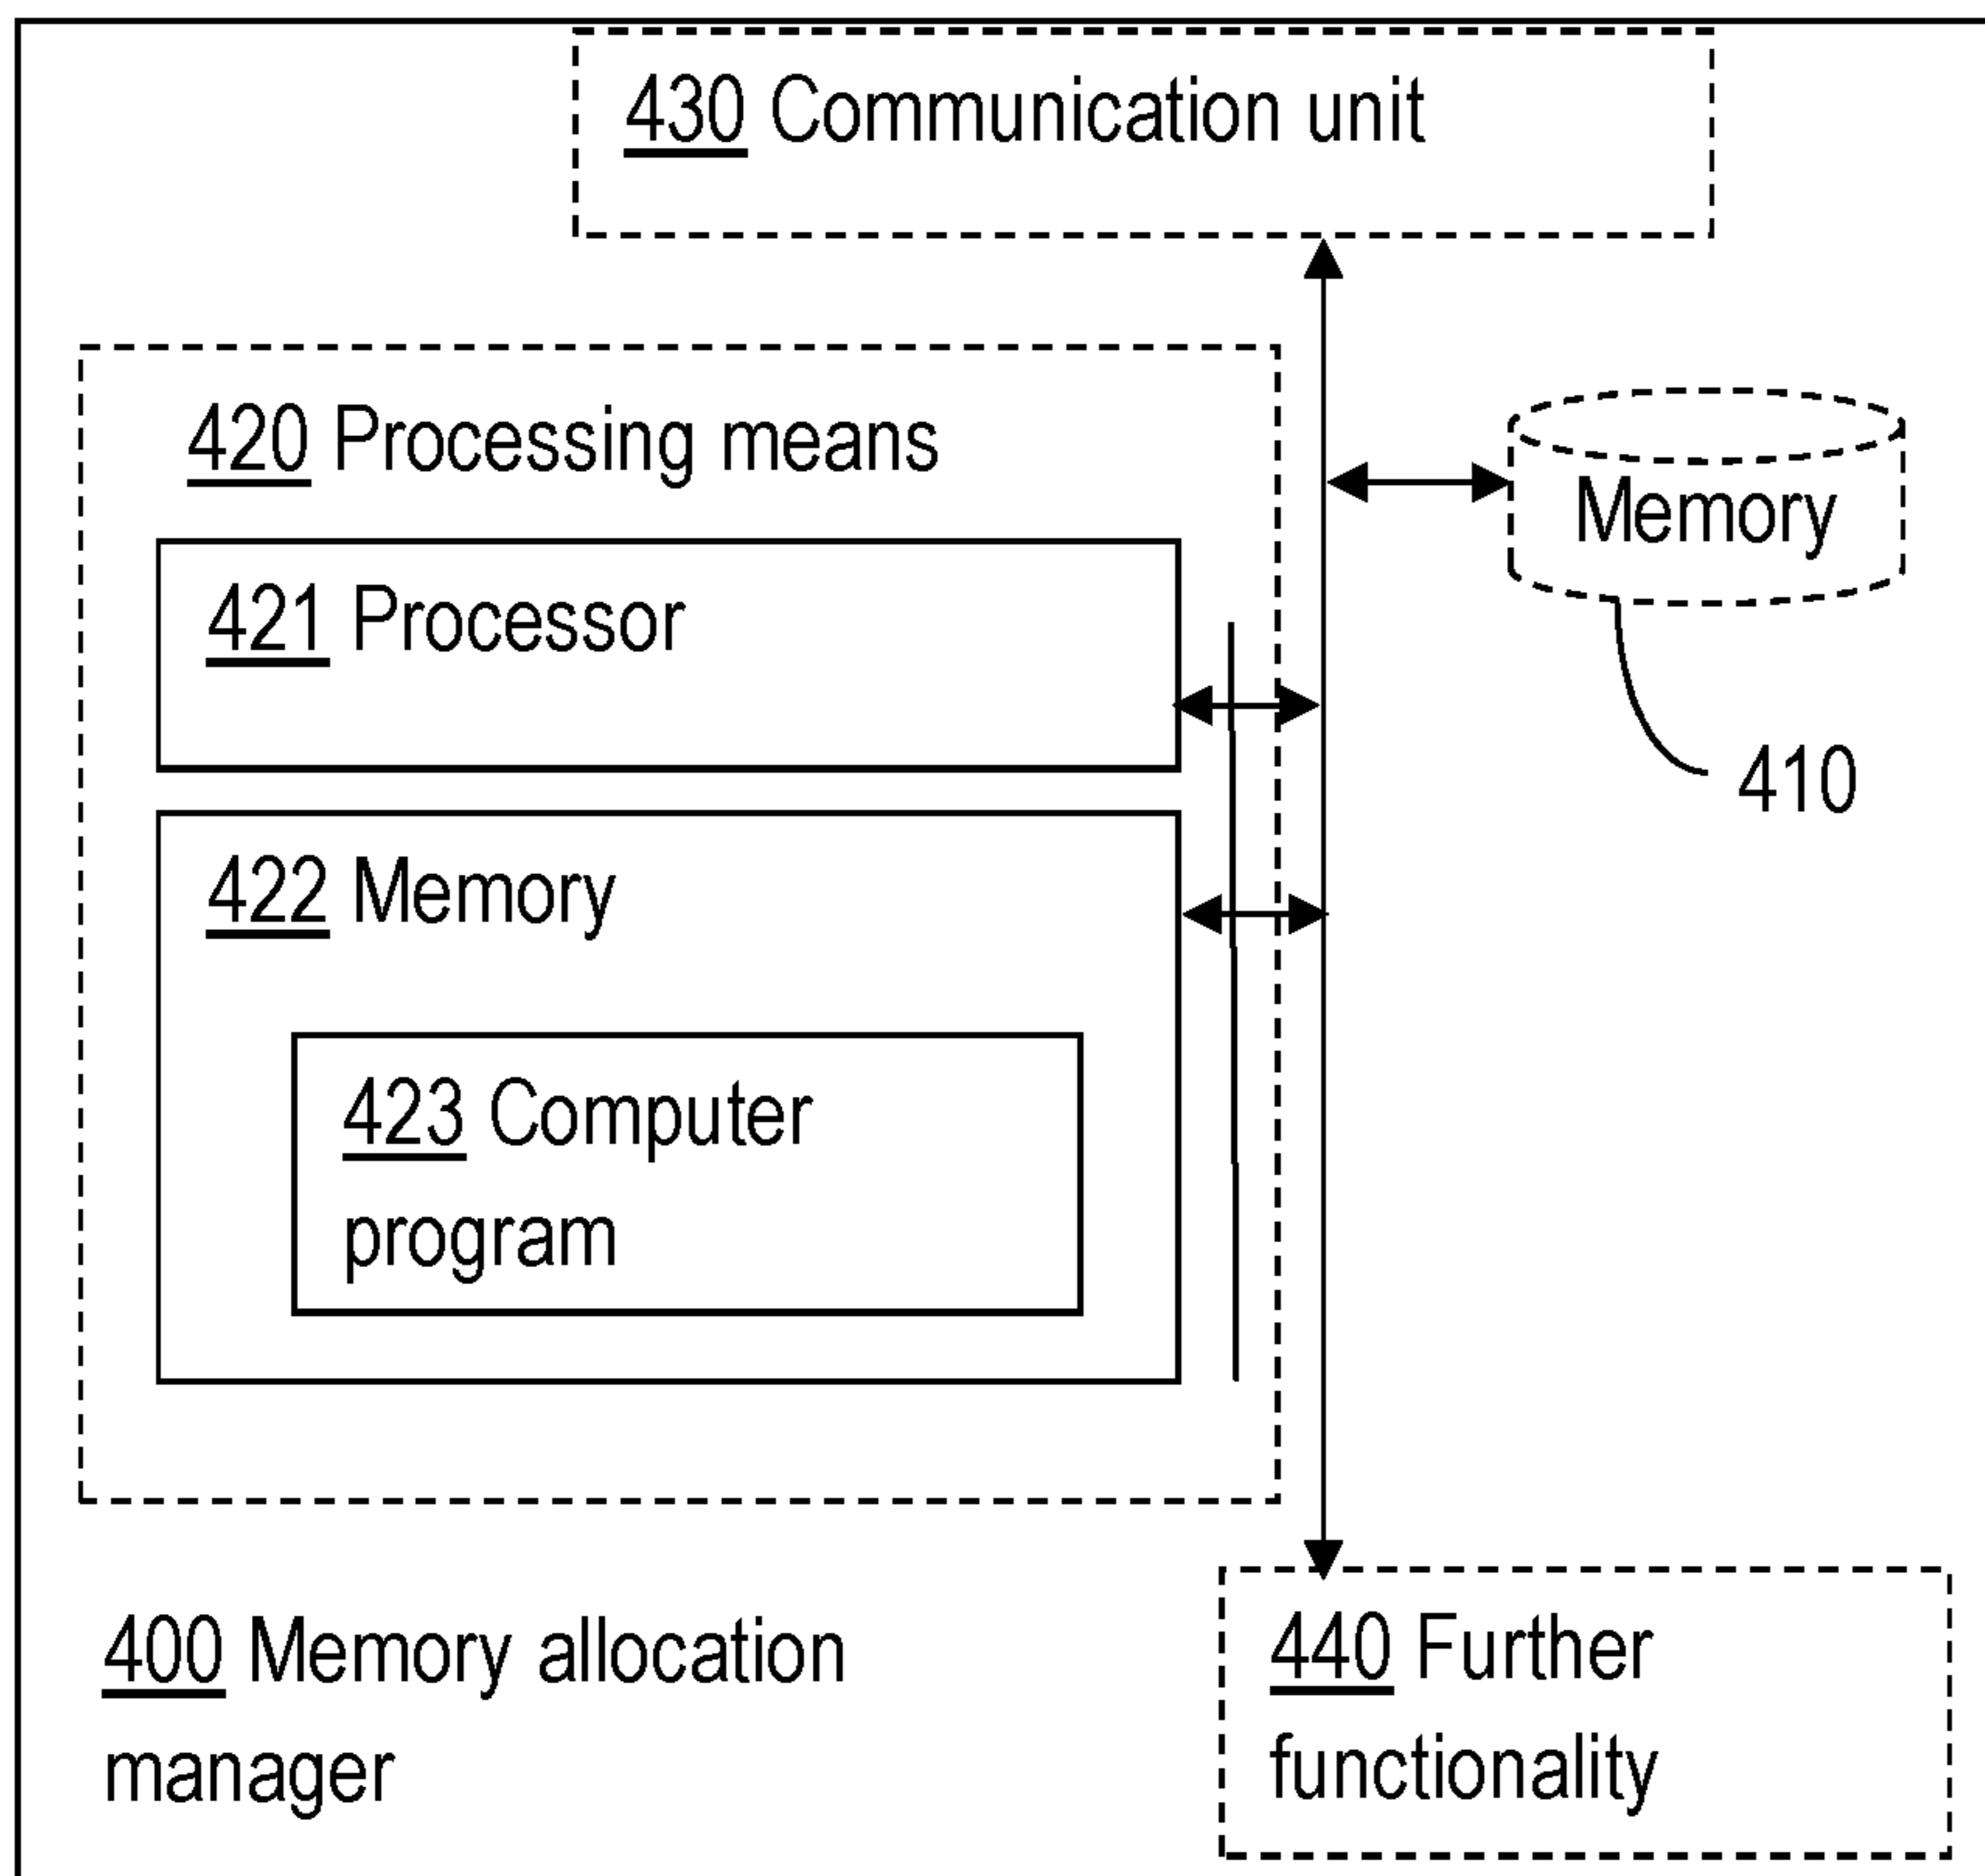 430 Communication unit
420 Processing means
Memory
421 Processor
410
422 Memory
423 Computer
program
400 Memory allocation
manager
440 Further
functionality